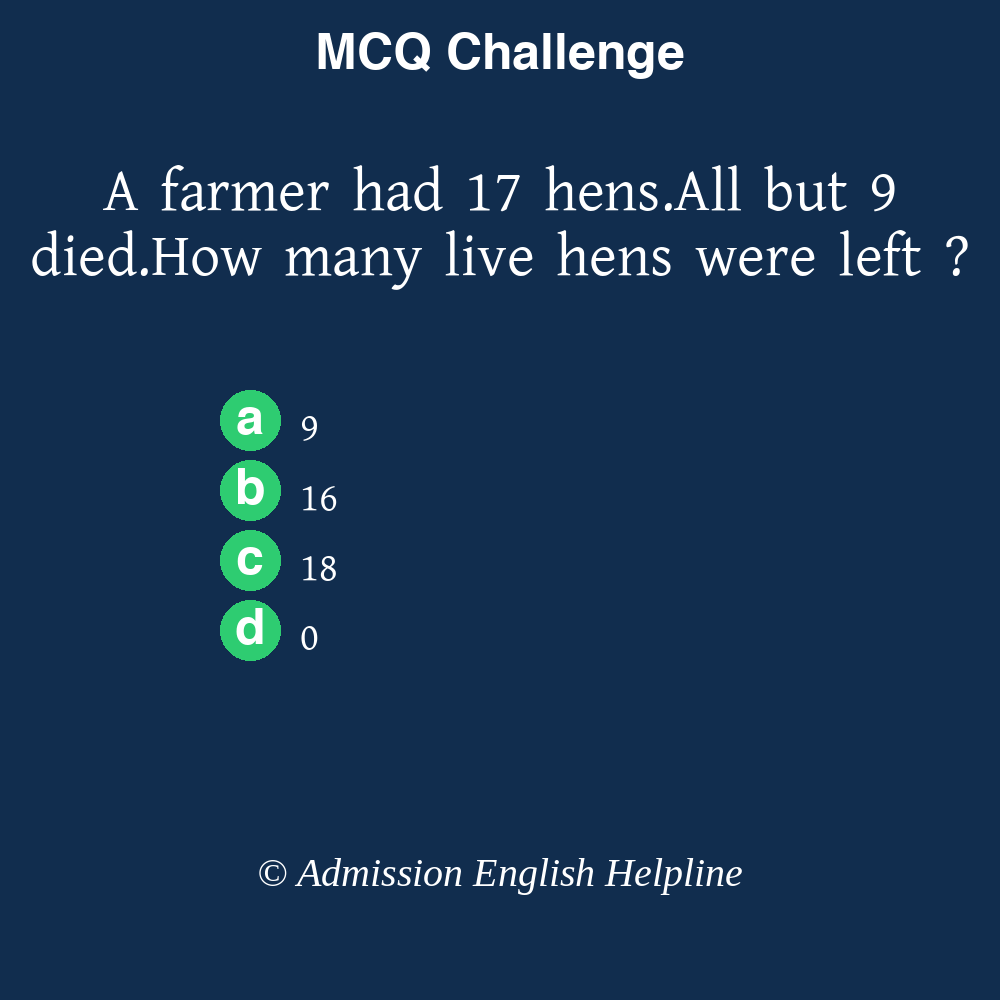 MCQ Challenge
A farmer had 17 hens.All but 9
died.How many live hens were left ?
a 9
b 16
c 18
d 0
© Admission English Helpline